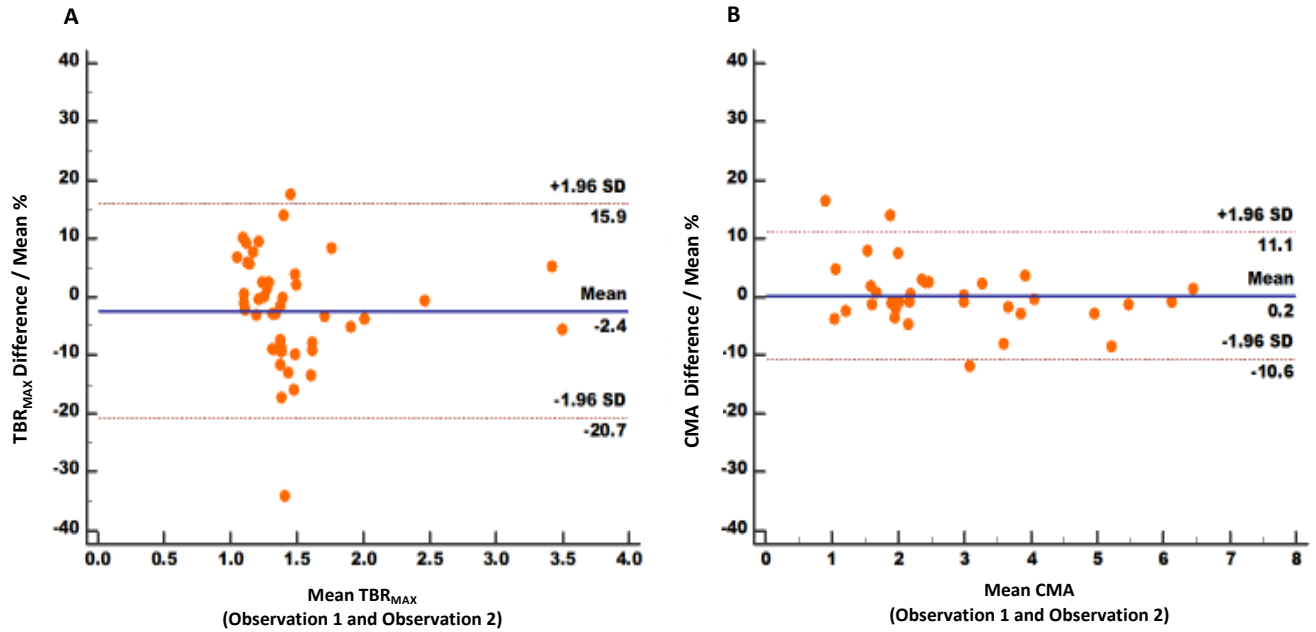 A
TBRMAX Difference / Mean %
40
30
20
10
0
-10
-20
-30
-40
+1.96 SD
15.9
Mean
-2.4
-1.96 SD
-20.7
0.0 0.5 1.0 1.5 2.0 2.5 3.0 3.5 4.0
Mean TBRMAX
(Observation 1 and Observation 2)
B
CMA Difference / Mean %
40
30
20
10
0
-10
-20
-30
-40
+1.96 SD
11.1
Mean
0.2
-1.96 SD
-10.6
0 1 2 3 4 5 6 7 8
Mean CMA
(Observation 1 and Observation 2)